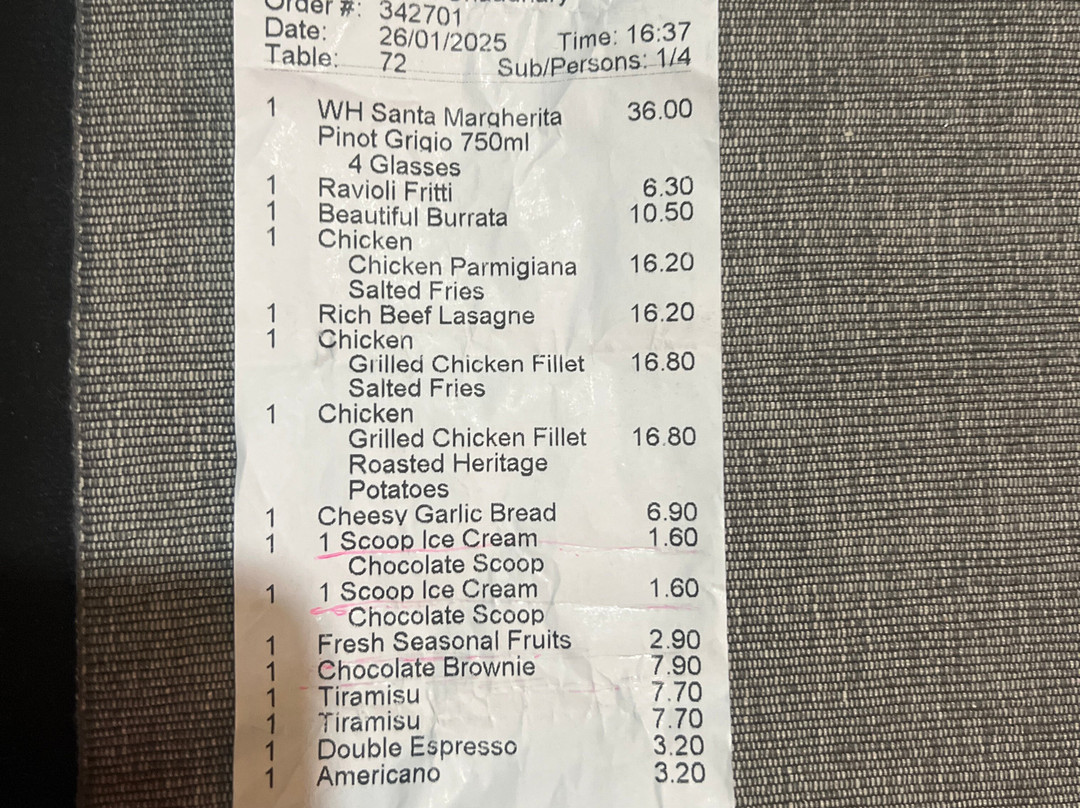 Order #: 342701
Date: 26/01/2025 Time: 16:37
Table: 72 Sub/Persons: 1/4
1 WH Santa Margherita 36.00
Pinot Grigio 750ml
4 Glasses
1 Ravioli Fritti 6.30
1 Beautiful Burrata 10.50
1 Chicken
Chicken Parmigiana 16.20
Salted Fries
1 Rich Beef Lasagne 16.20
1 Chicken
Grilled Chicken Fillet 16.80
Salted Fries
1 Chicken
Grilled Chicken Fillet 16.80
Roasted Heritage
Potatoes
1 Cheesy Garlic Bread 6.90
1 1 Scoop Ice Cream 1.60
Chocolate Scoop
1 1 Scoop Ice Cream 1.60
Chocolate Scoop
1 Fresh Seasonal Fruits 2.90
1 Chocolate Brownie 7.90
1 Tiramisu 7.70
1 Tiramisu 7.70
1 Double Espresso 3.20
1 Americano 3.20